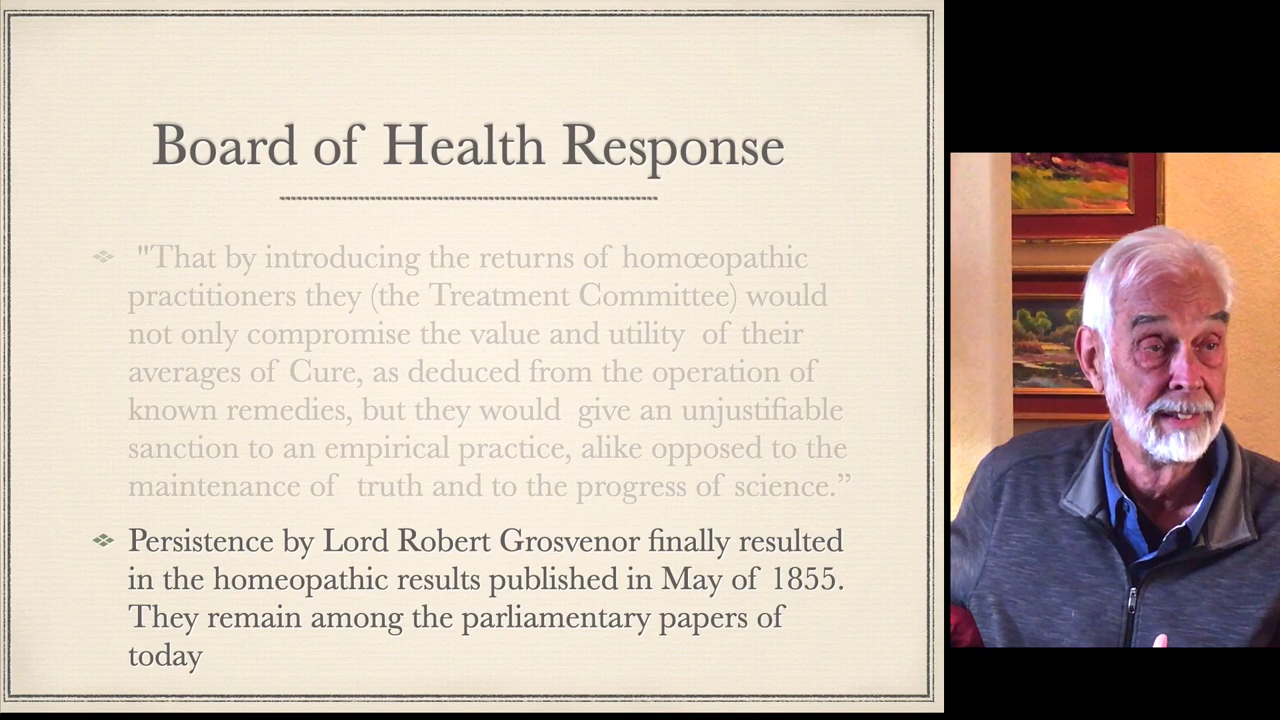 Board of Health Response
"That by introducing the returns of homœopathic
practitioners they (the Treatment Committee) would
not only compromise the value and utility of their
averages of Cure, as deduced from the operation of
known remedies, but they would give an unjustifiable
sanction to an empirical practice, alike opposed to the
maintenance of truth and to the progress of science.”
Persistence by Lord Robert Grosvenor finally resulted
in the homeopathic results published in May of 1855.
They remain among the parliamentary papers of
today